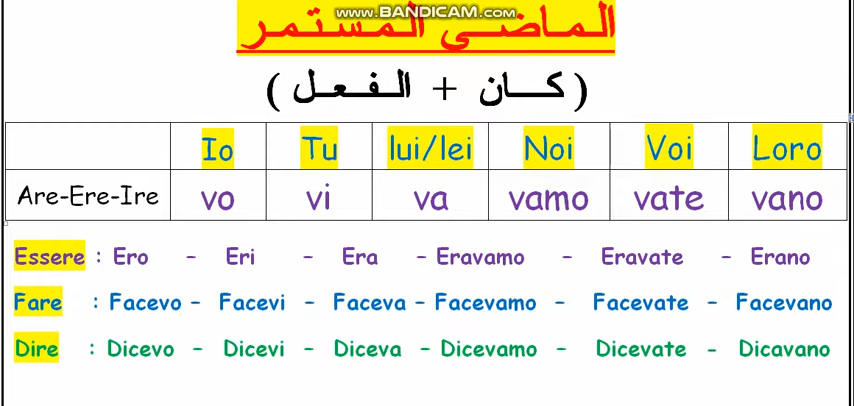 www.BANDICAM.com
الماضي المستمر
( كان + الفعل )
Io Tu lui/lei Noi Voi Loro
Are-Ere-Ire vo vi va vamo vate vano
Essere : Ero - Eri - Era - Eravamo - Eravate - Erano
Fare : Facevo - Facevi - Faceva - Facevamo - Facevate - Facevano
Dire : Dicevo - Dicevi - Diceva - Dicevamo - Dicevate - Dicavano